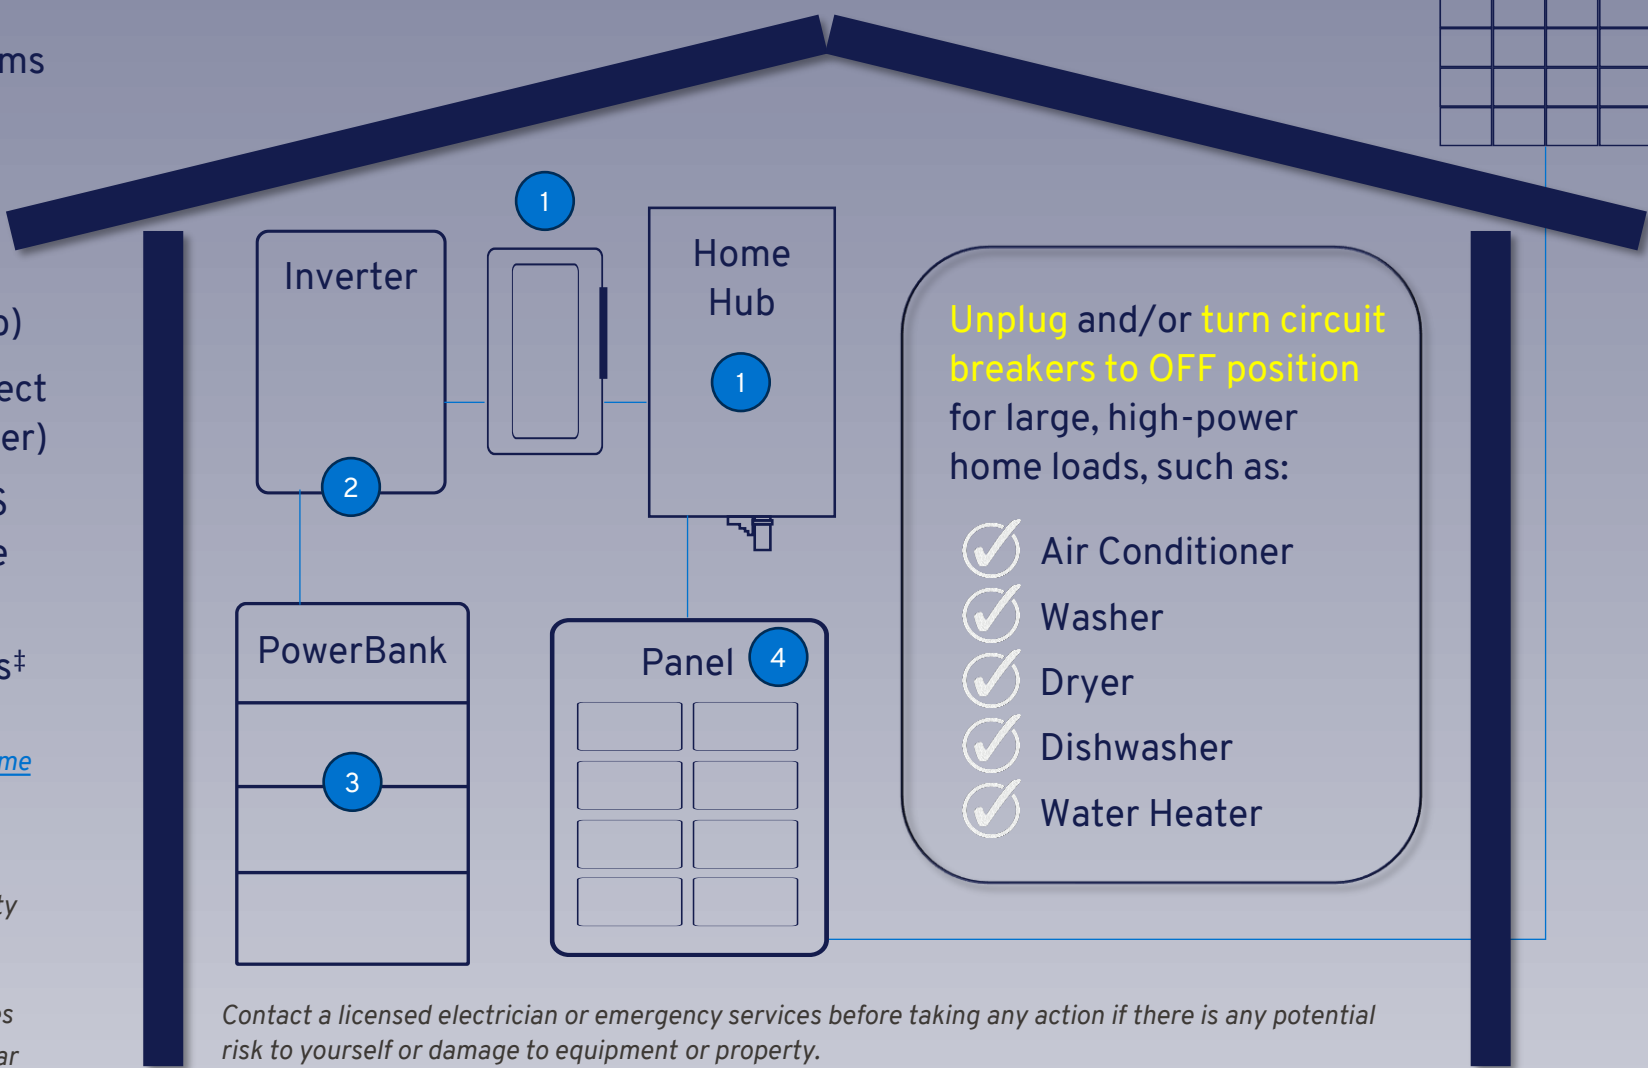 ms
1
Inverter
Home
Hub
1
2
Unplug and/or turn circuit
breakers to OFF position
for large, high-power
home loads, such as:
Air Conditioner
Washer
Dryer
Dishwasher
Water Heater
PowerBank
3
Panel 4
ect
er)
s‡
me
ty
ar
Contact a licensed electrician or emergency services before taking any action if there is any potential
risk to yourself or damage to equipment or property.